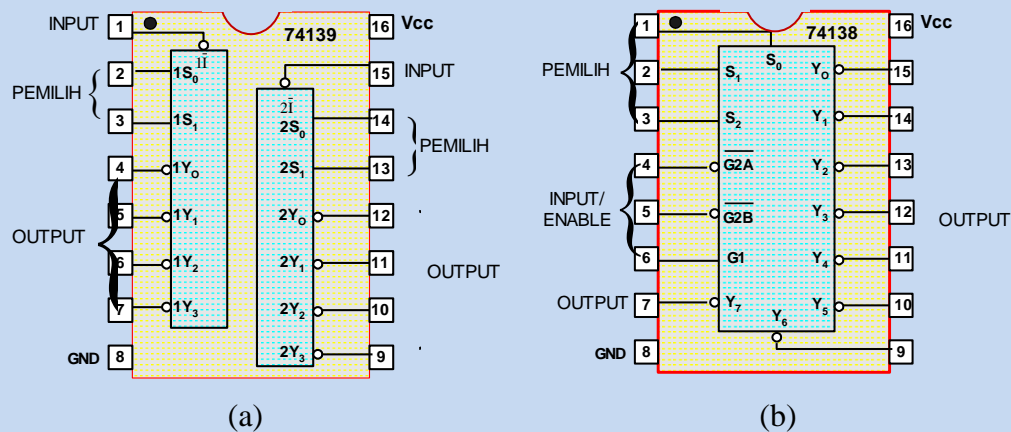 INPUT 1 74139 16 Vcc
1Ī
2 1S0 15 INPUT
PEMILIH
3 1S1 2Ī 14
2S0
PEMILIH
4 1Y0 2S1 13
5 1Y1 2Y0 12
OUTPUT
6 1Y2 2Y1 11
OUTPUT
7 1Y3 2Y2 10
GND 8 2Y3 9
(a)
1 74138 16 Vcc
S0
PEMILIH
2 S1 Y0 15
3 S2 Y1 14
4 G2A Y2 13
INPUT/
ENABLE
5 G2B Y3 12
OUTPUT
6 G1 Y4 11
OUTPUT 7 Y7 Y5 10
Y6
GND 8 9
(b)